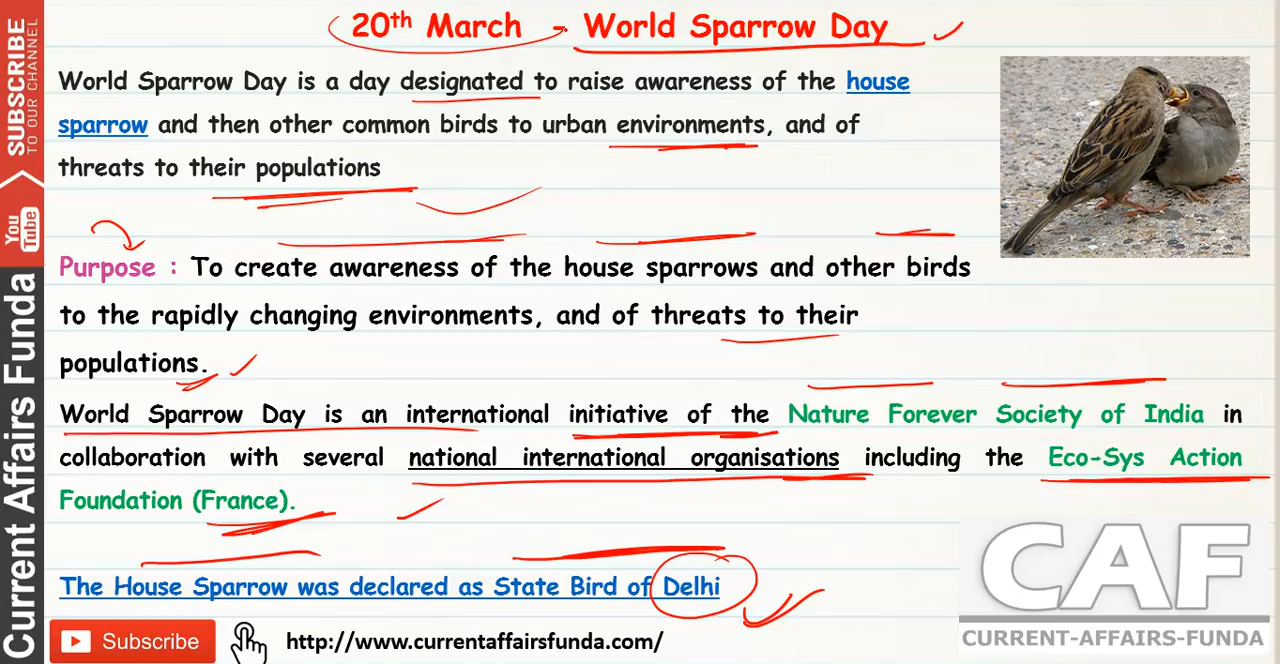 20th March - World Sparrow Day
World Sparrow Day is a day designated to raise awareness of the house
sparrow and then other common birds to urban environments, and of
threats to their populations
Purpose : To create awareness of the house sparrows and other birds
to the rapidly changing environments, and of threats to their
populations.
World Sparrow Day is an international initiative of the Nature Forever Society of India in
collaboration with several national international organisations including the Eco-Sys Action
Foundation (France).
The House Sparrow was declared as State Bird of Delhi
Subscribe
http://www.currentaffairsfunda.com/
CAF
CURRENT-AFFAIRS-FUNDA
SUBSCRIBE
TO OUR CHANNEL
You Tube
Current Affairs Funda